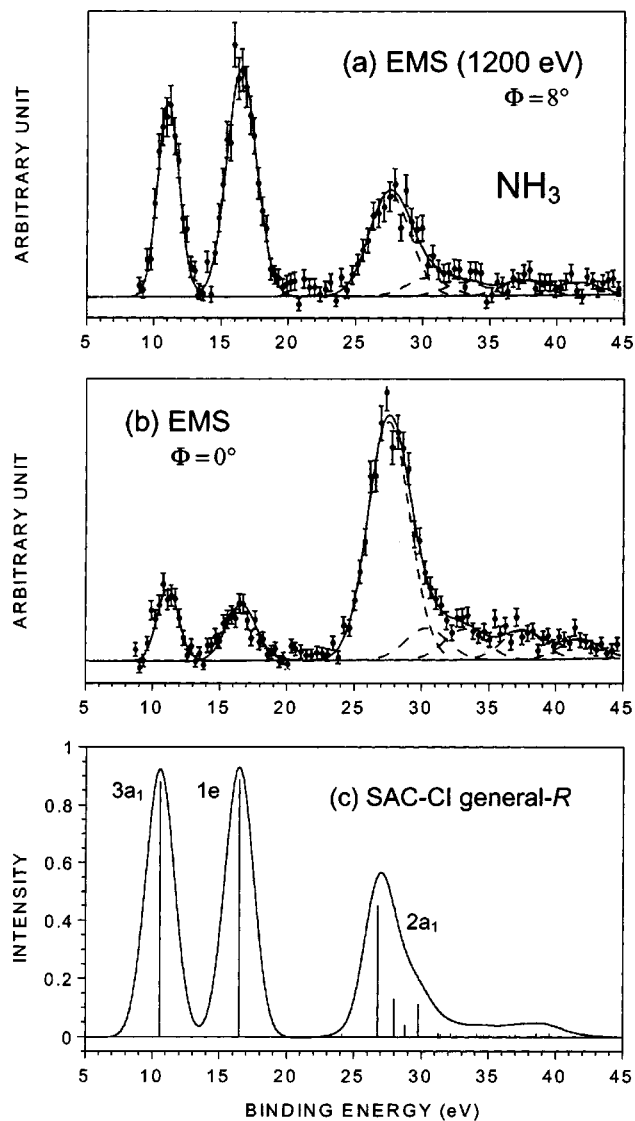 (a) EMS (1200 eV)
Φ = 8°
NH₃
ARBITRARY UNIT
5 10 15 20 25 30 35 40 45
(b) EMS
Φ = 0°
ARBITRARY UNIT
5 10 15 20 25 30 35 40 45
1
3a₁ 1e (c) SAC-CI general-R
0.8
0.6
2a₁
0.4
0.2
0
INTENSITY
5 10 15 20 25 30 35 40 45
BINDING ENERGY (eV)